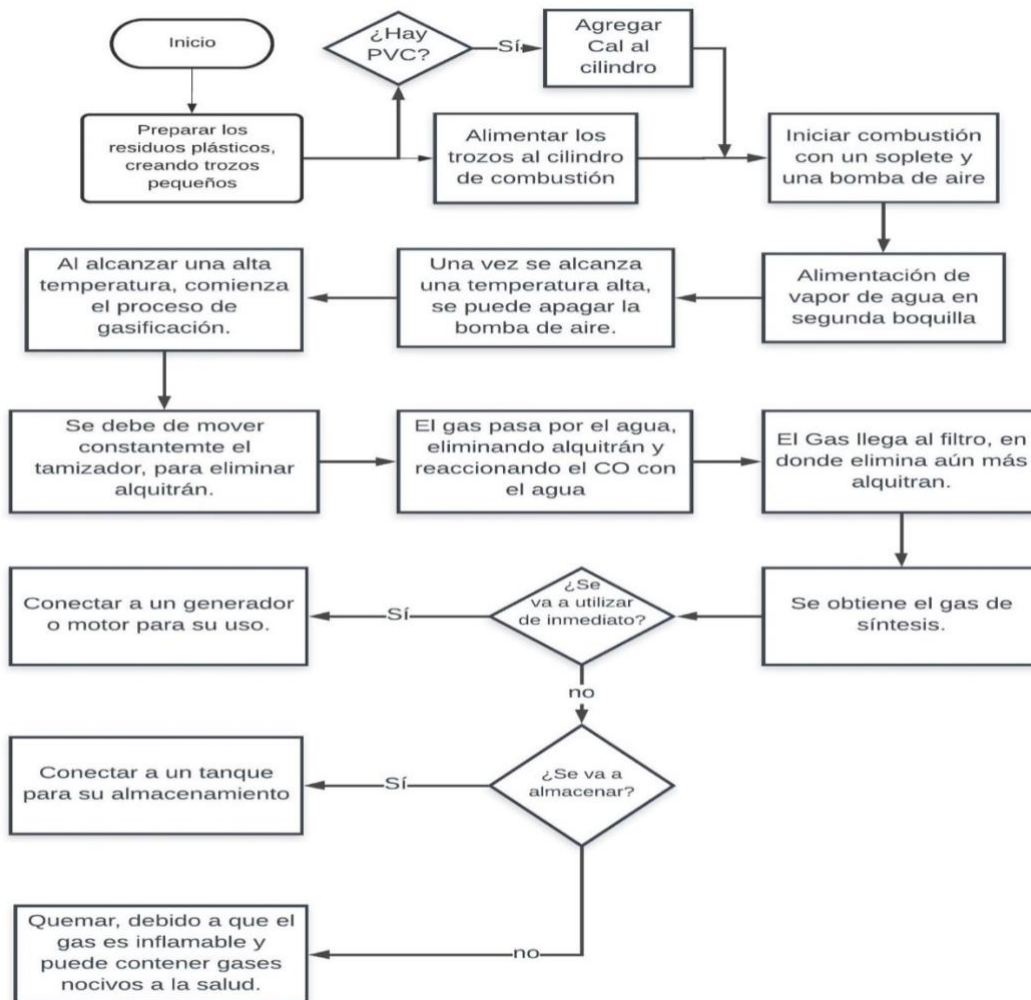 Inicio
¿Hay
PVC?
Sí
Agregar
Cal al
cilindro
Preparar los
residuos plásticos,
creando trozos
pequeños
Alimentar los
trozos al cilindro
de combustión
Iniciar combustión
con un soplete y
una bomba de aire
Alimentación de
vapor de agua en
segunda boquilla
Una vez se alcanza
una temperatura alta,
se puede apagar la
bomba de aire.
Al alcanzar una alta
temperatura, comienza
el proceso de
gasificación.
Se debe de mover
constantemte el
tamizador, para eliminar
alquitrán.
El gas pasa por el agua,
eliminando alquitrán y
reaccionando el CO con
el agua
El Gas llega al filtro, en
donde elimina aún más
alquitran.
Se obtiene el gas de
síntesis.
¿Se
va a utilizar
de inmediato?
Sí
Conectar a un generador
o motor para su uso.
no
¿Se va a
almacenar?
Sí
Conectar a un tanque
para su almacenamiento
no
Quemar, debido a que el
gas es inflamable y
puede contener gases
nocivos a la salud.